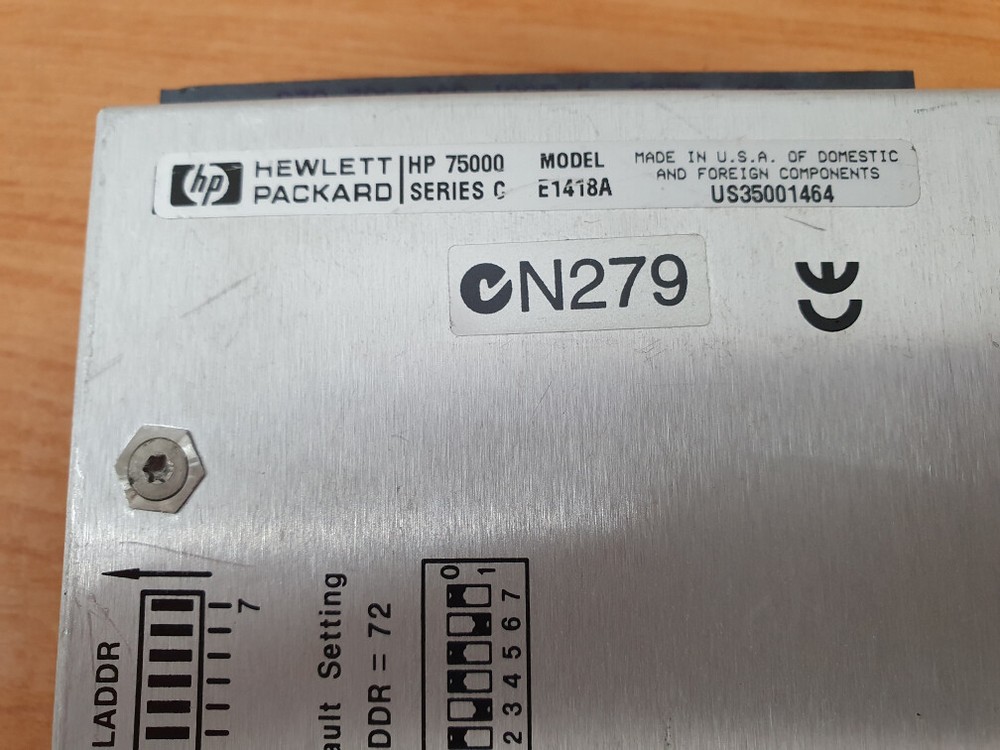 hp HEWLETT PACKARD
HP 75000 SERIES C
MODEL E1418A
MADE IN U.S.A. OF DOMESTIC
AND FOREIGN COMPONENTS
US35001464
N279
CE
LADDR
7
ault Setting
DDR = 72
0 1
7
6
5
4
3
2